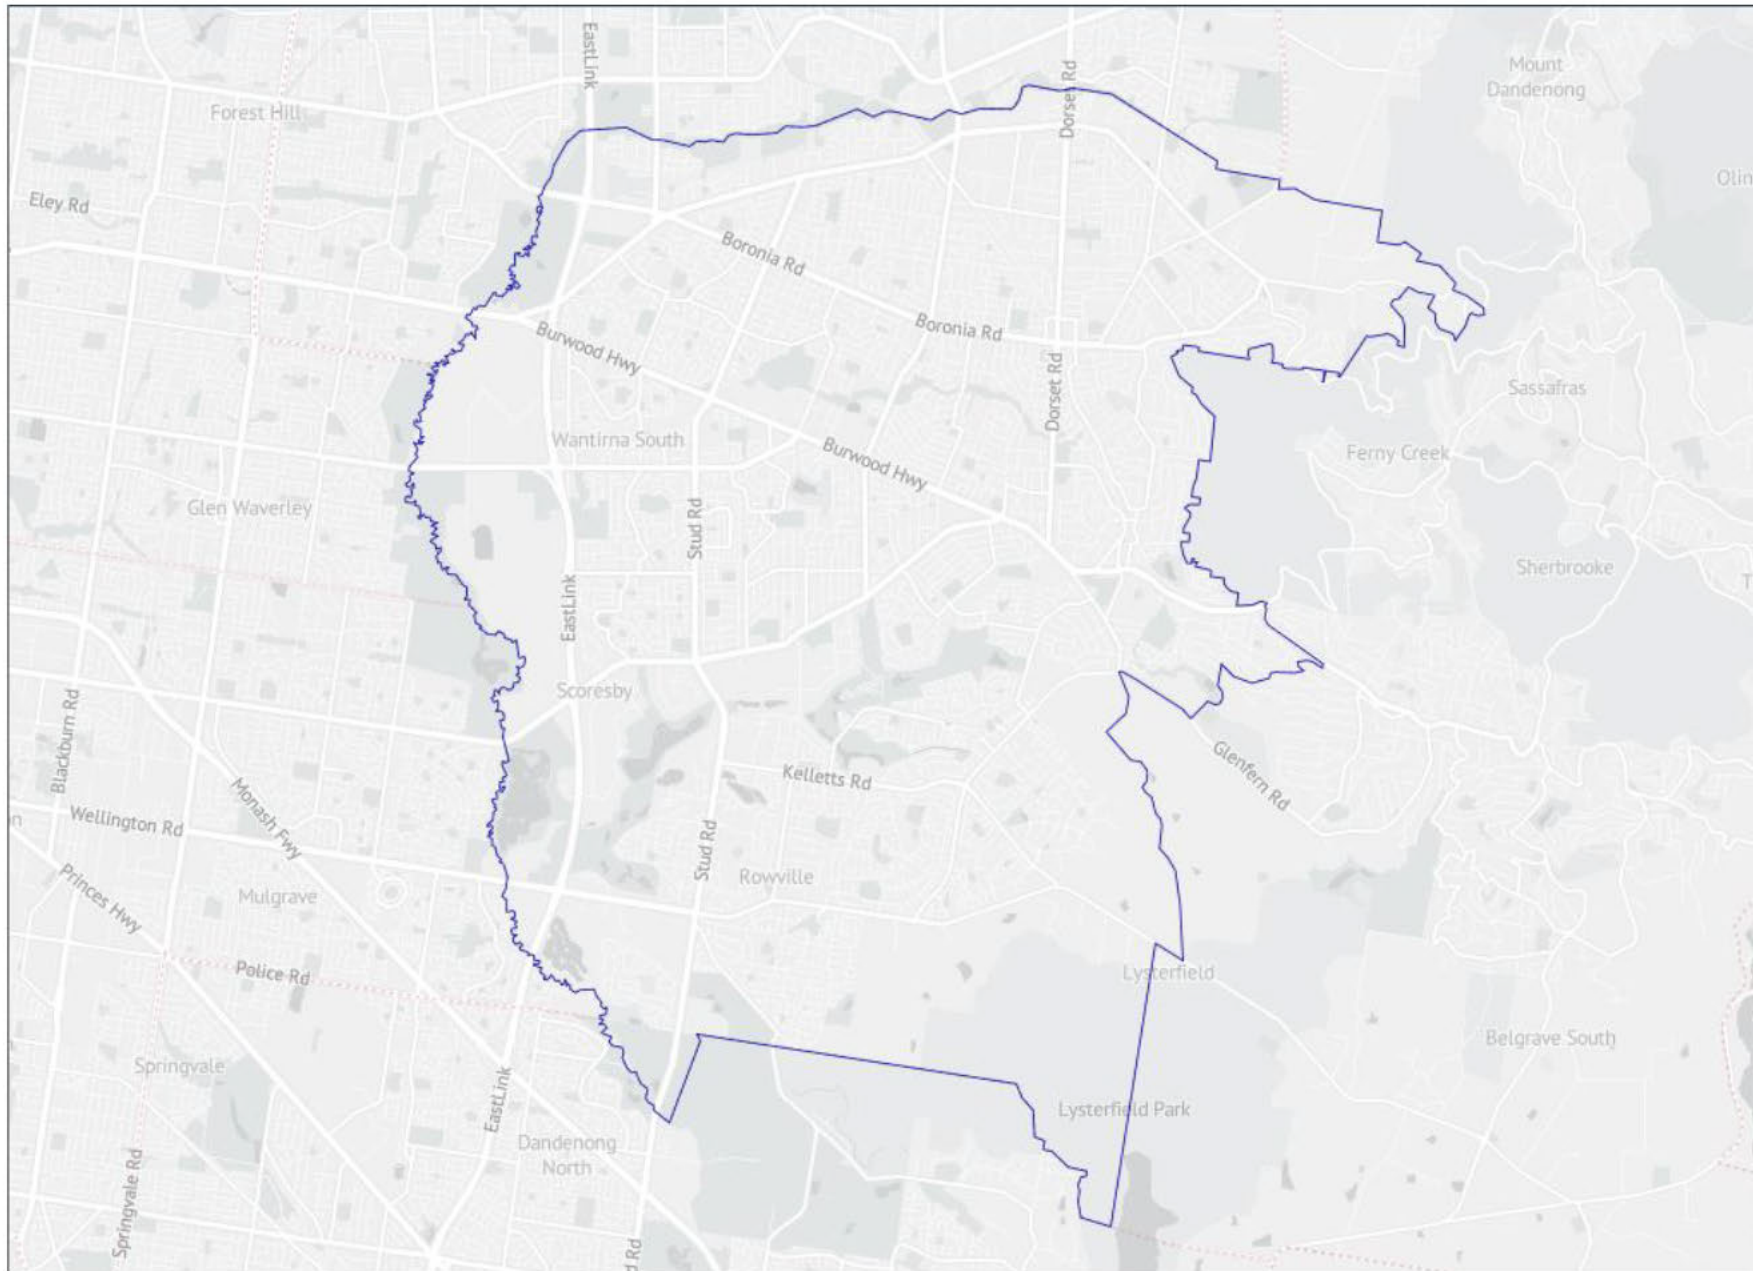 EastLink
Dorset Rd
Mount
Dandenong
Forest Hill
Olin
Eley Rd
Boronia Rd
Boronia Rd
Burwood Hwy
Dorset Rd
Sassafras
Wantirna South
Burwood Hwy
Ferny Creek
Glen Waverley
Stud Rd
Sherbrooke
T
EastLink
Scoresby
Blackburn Rd
Glenfern Rd
Kelletts Rd
n
Wellington Rd
Monash Fwy
Stud Rd
Rowville
Mulgrave
Princes Hwy
Police Rd
Lysterfield
Belgrave South
Springvale
EastLink
Lysterfield Park
Dandenong
North
Springvale Rd
d Rd